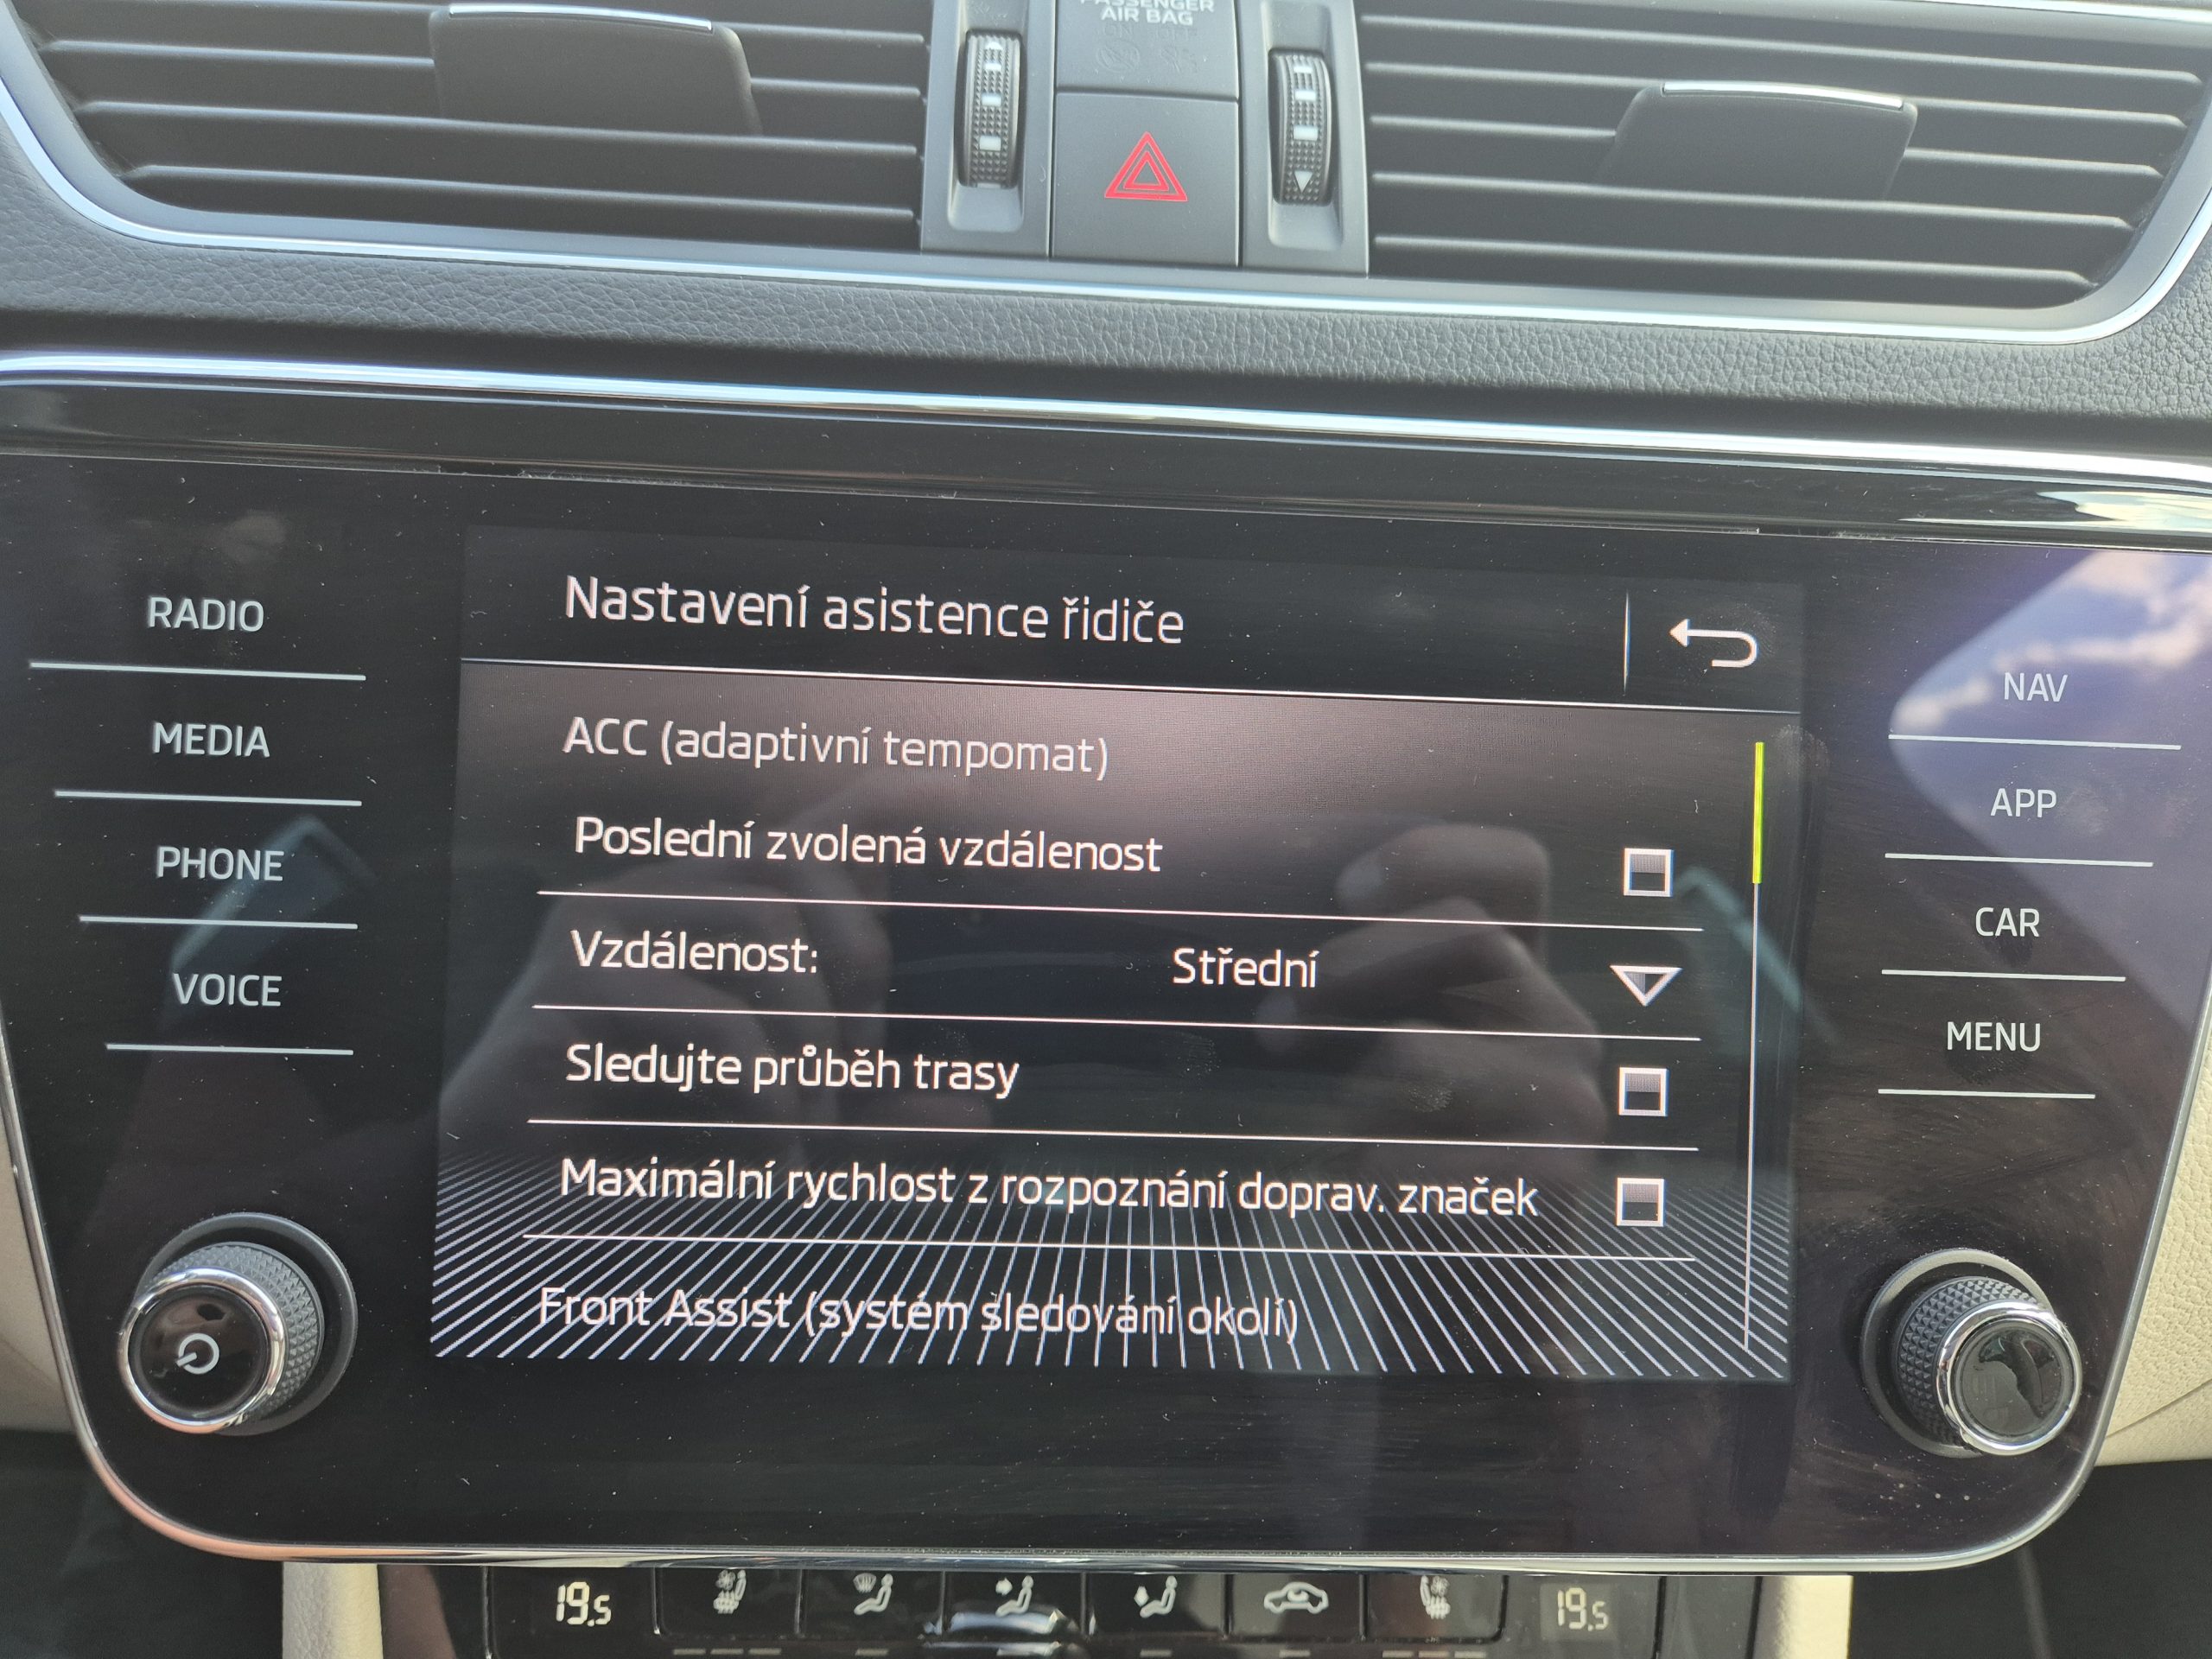 PASSENGER
AIR BAG
Nastavení asistence řidiče
ACC (adaptivní tempomat)
Poslední zvolená vzdálenost
Vzdálenost: Střední
Sledujte průběh trasy
Maximální rychlost z rozpoznání doprav. značek
Front Assist (systém sledování okolí)
RADIO
MEDIA
PHONE
VOICE
NAV
APP
CAR
MENU
19.5
19.5